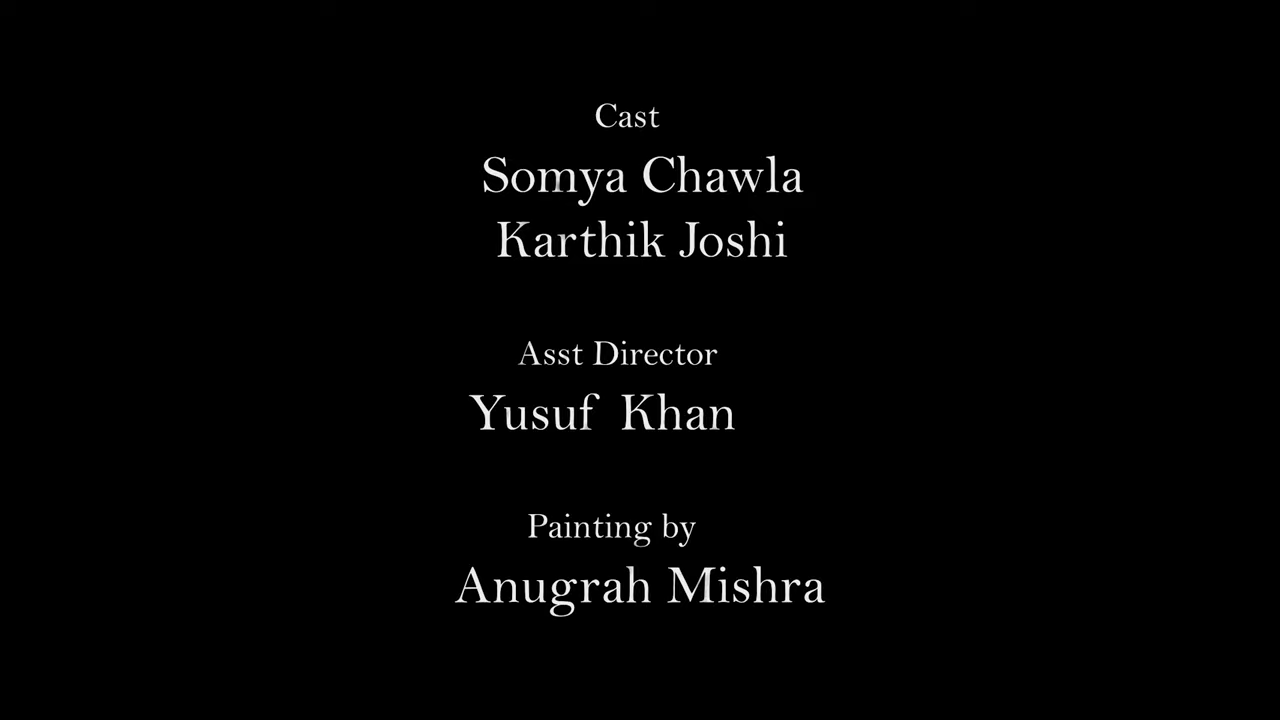 Cast
Somya Chawla
Karthik Joshi
Asst Director
Yusuf Khan
Painting by
Anugrah Mishra